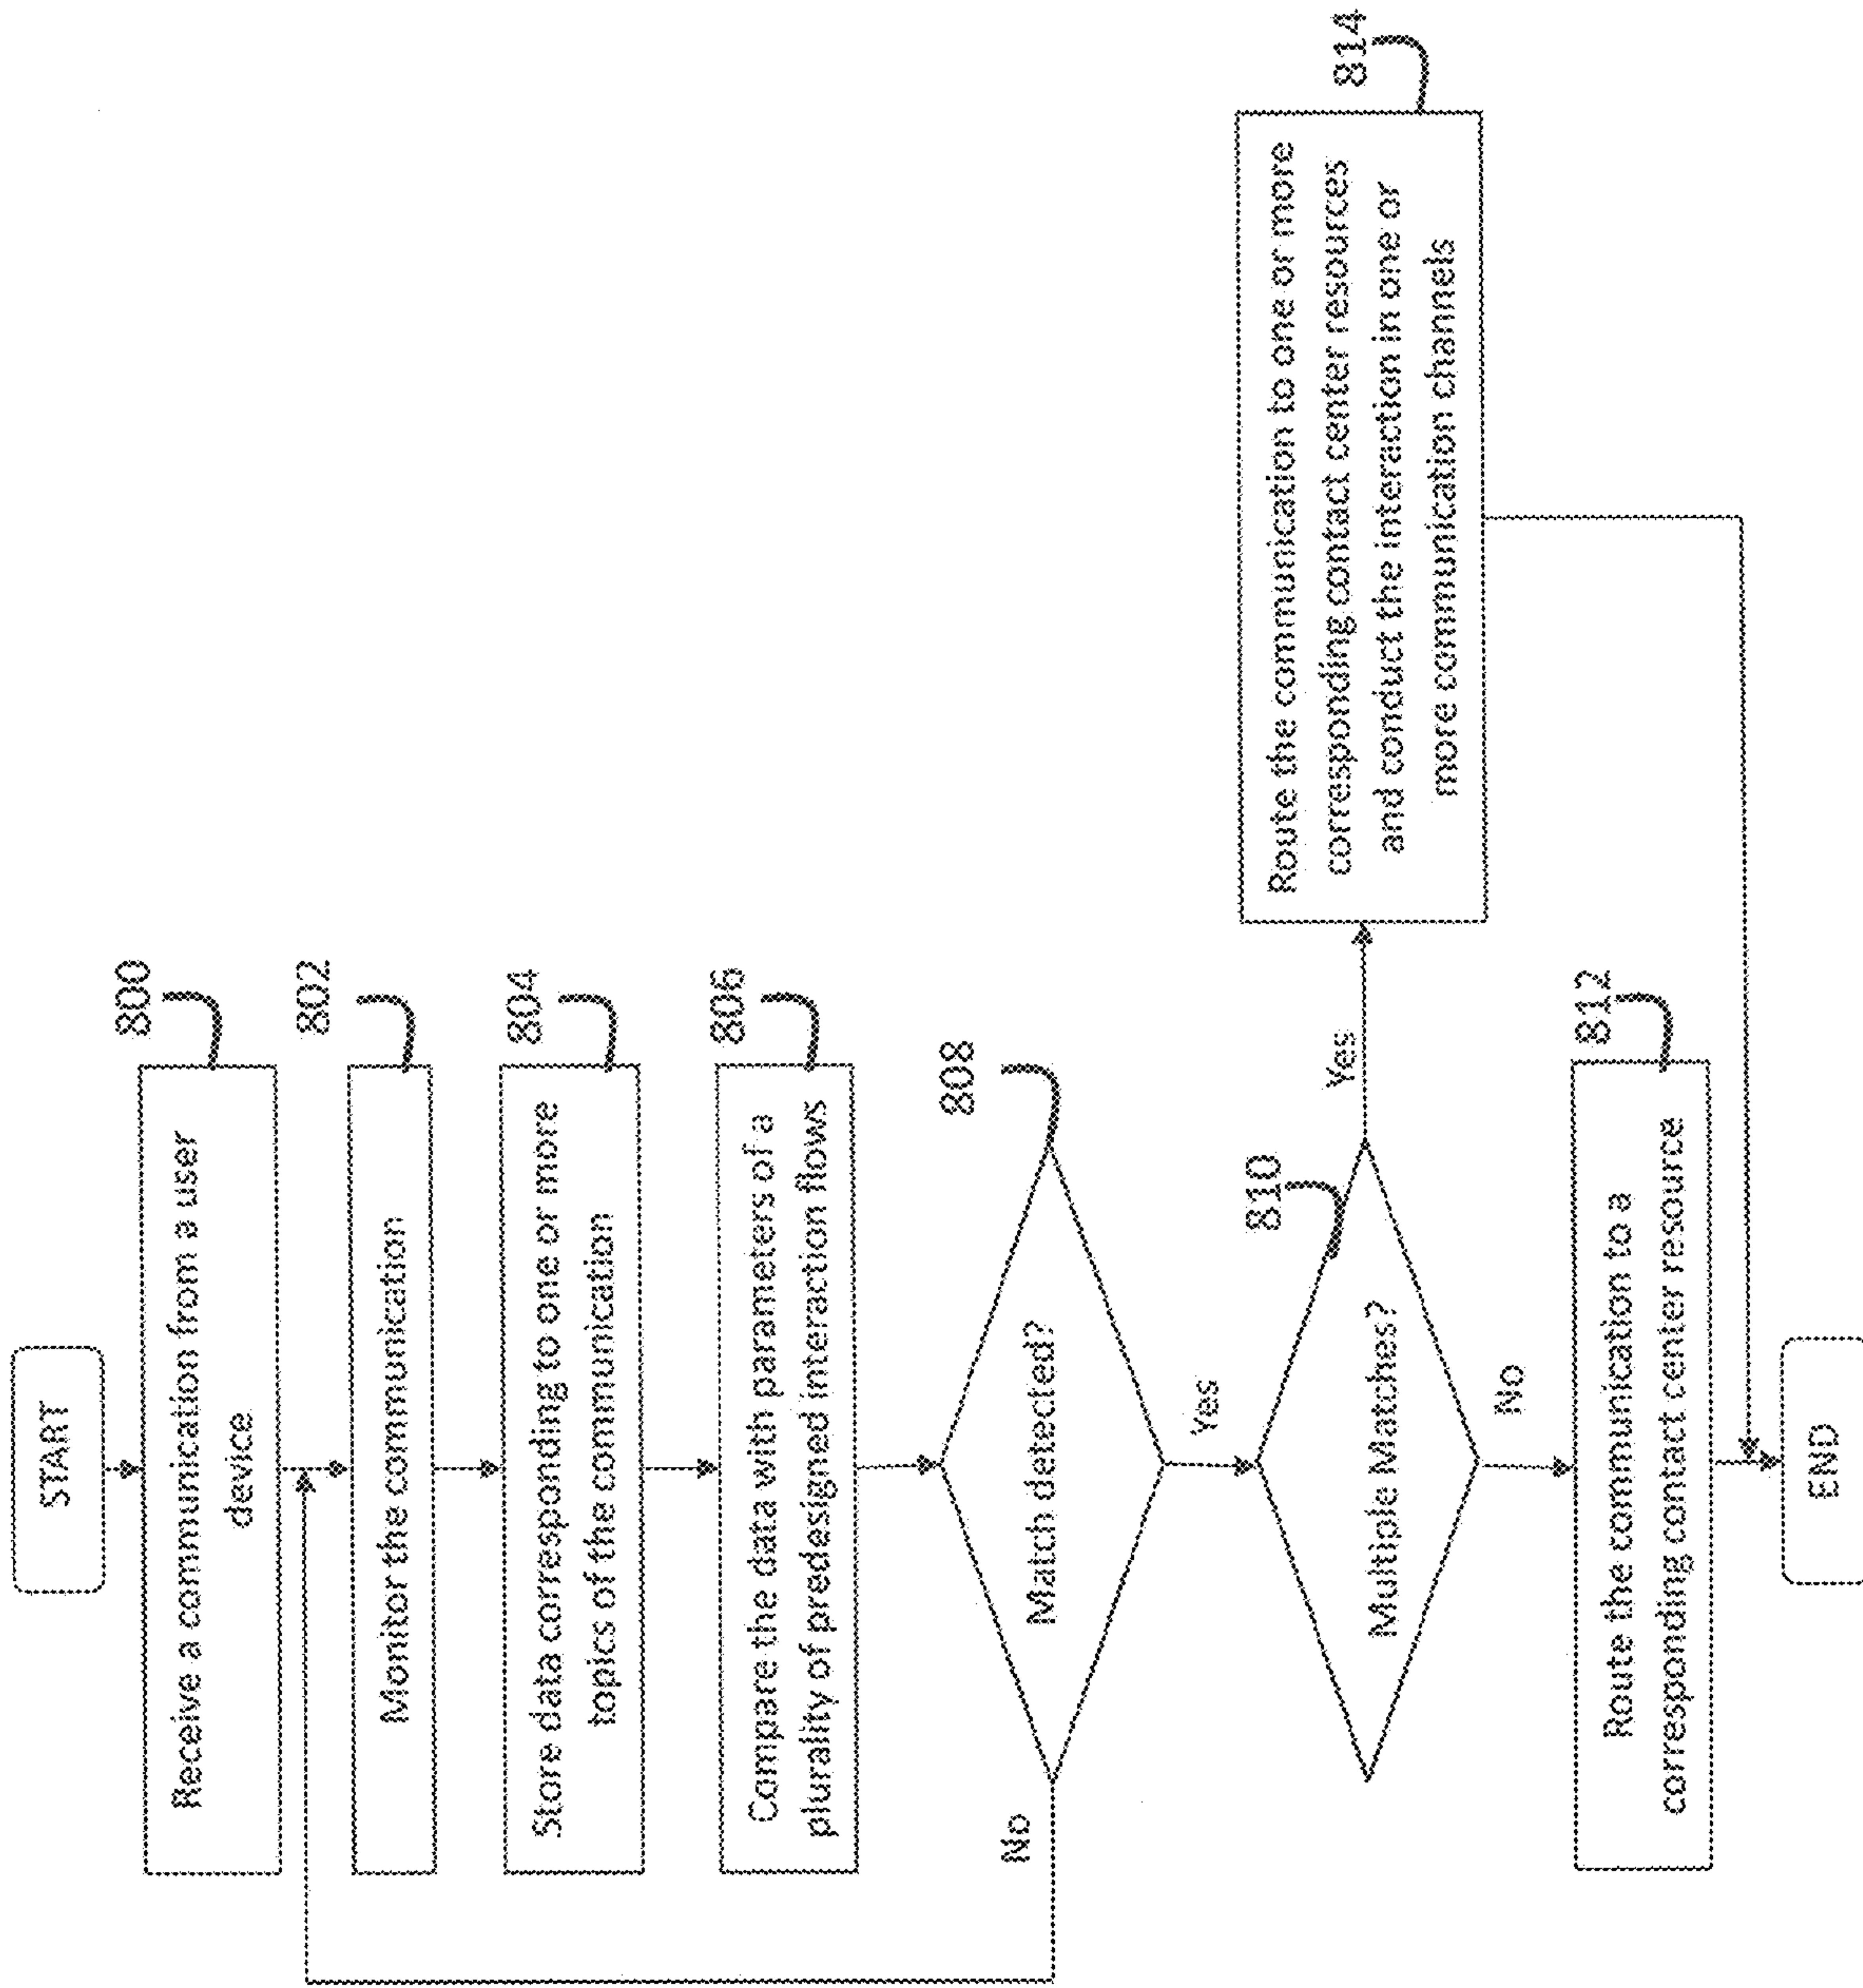 START
800
Receive a communication from a user
device
802
Monitor the communication
804
Store data corresponding to one or more
topics of the communication
806
Compare the data with parameters of a
plurality of predesigned interaction flows
808
Match detected?
No
Yes
810
Multiple Matches?
Yes
No
814
Route the communication to one or more
corresponding contact center resources
and conduct the interaction in one or
more communication channels
812
Route the communication to a
corresponding contact center resource
END